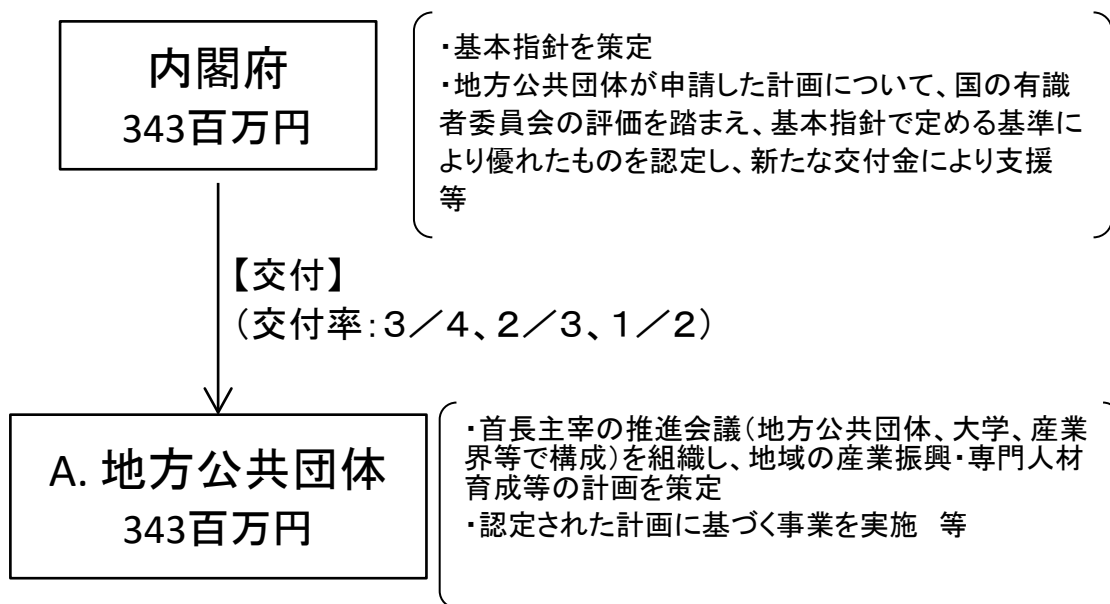 内閣府
343百万円
・基本指針を策定
・地方公共団体が申請した計画について、国の有識
者委員会の評価を踏まえ、基本指針で定める基準に
より優れたものを認定し、新たな交付金により支援
等
【交付】
（交付率：３／４、２／３、１／２）
A. 地方公共団体
343百万円
・首長主宰の推進会議（地方公共団体、大学、産業
界等で構成）を組織し、地域の産業振興・専門人材
育成等の計画を策定
・認定された計画に基づく事業を実施　等